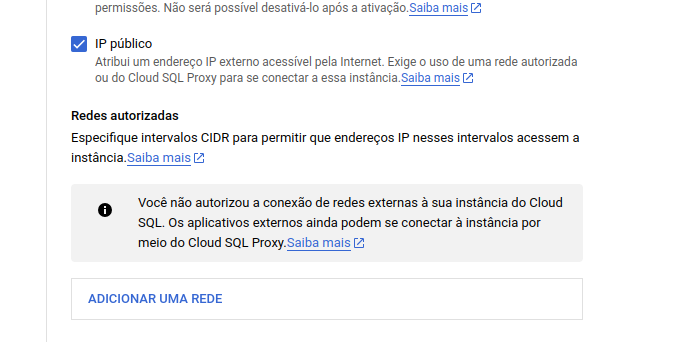 permissões. Não será possível desativá-lo após a ativação.Saiba mais
IP público
Atribui um endereço IP externo acessível pela Internet. Exige o uso de uma rede autorizada
ou do Cloud SQL Proxy para se conectar a essa instância.Saiba mais
Redes autorizadas
Especifique intervalos CIDR para permitir que endereços IP nesses intervalos acessem a
instância.Saiba mais
Você não autorizou a conexão de redes externas à sua instância do Cloud
SQL. Os aplicativos externos ainda podem se conectar à instância por
meio do Cloud SQL Proxy.Saiba mais
ADICIONAR UMA REDE